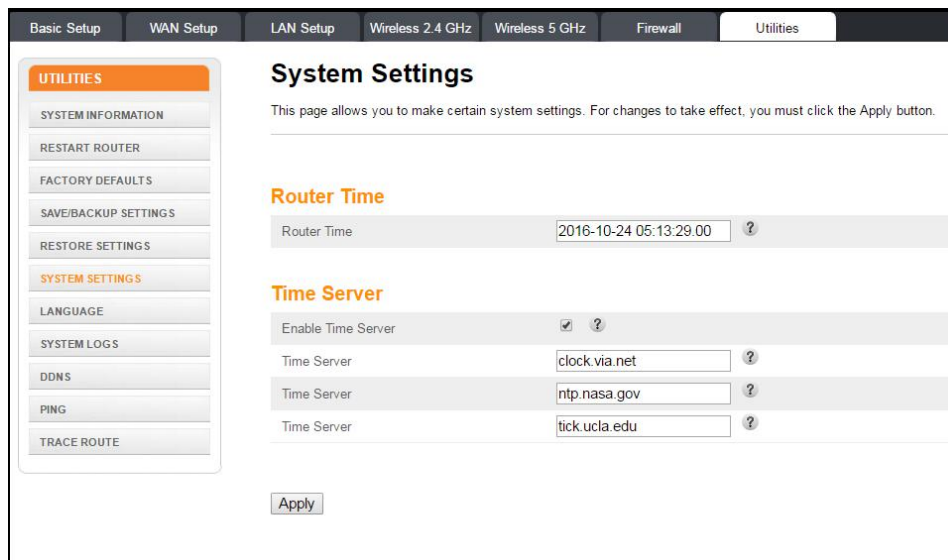 Basic Setup WAN Setup LAN Setup Wireless 2.4 GHz Wireless 5 GHz Firewall Utilities
UTILITIES
SYSTEM INFORMATION
RESTART ROUTER
FACTORY DEFAULTS
SAVE/BACKUP SETTINGS
RESTORE SETTINGS
SYSTEM SETTINGS
LANGUAGE
SYSTEM LOGS
DDNS
PING
TRACE ROUTE
System Settings
This page allows you to make certain system settings. For changes to take effect, you must click the Apply button.
Router Time
Router Time 2016-10-24 05:13:29.00 ?
Time Server
Enable Time Server ?
Time Server clock.via.net ?
Time Server ntp.nasa.gov ?
Time Server tick.ucla.edu ?
Apply